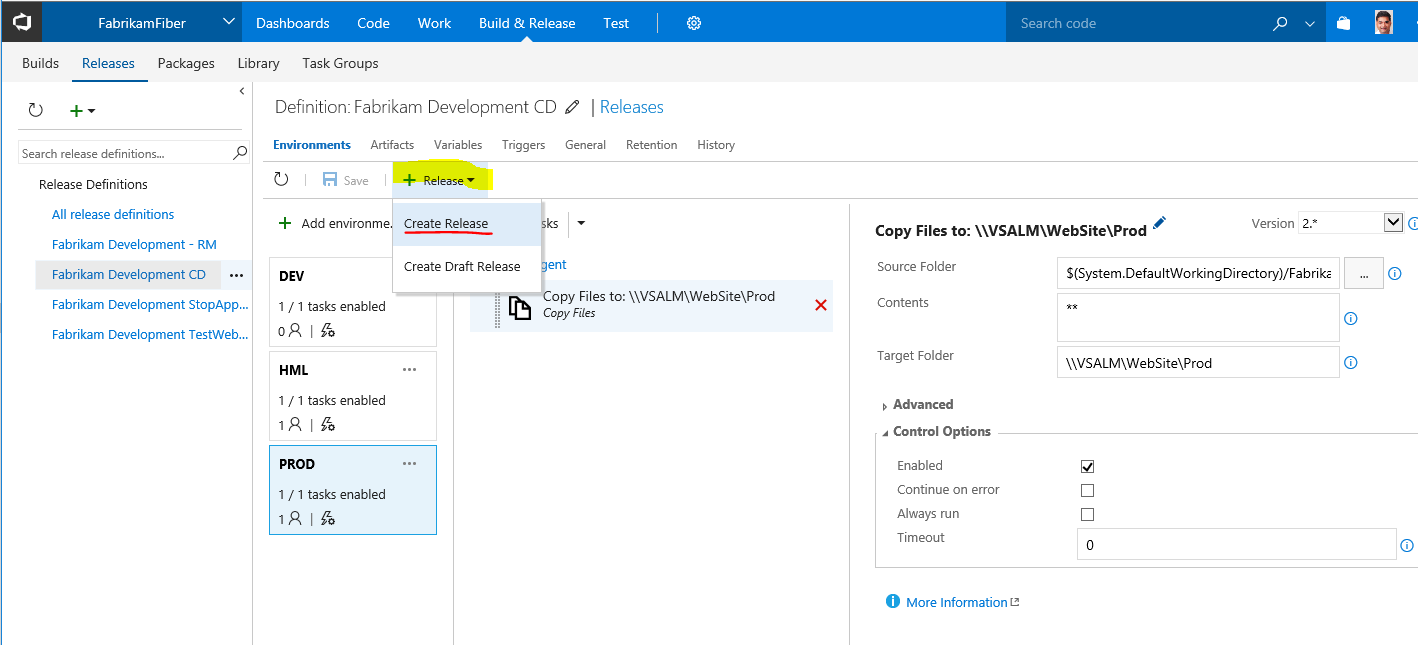 FabrikamFiber Dashboards Code Work Build & Release Test Search code
Builds Releases Packages Library Task Groups
Definition: Fabrikam Development CD | Releases
Search release definitions...
Release Definitions
All release definitions
Fabrikam Development - RM
Fabrikam Development CD ...
Fabrikam Development StopApp...
Fabrikam Development TestWeb...
Environments Artifacts Variables Triggers General Retention History
Save | + Release
Create Release
Create Draft Release
+ Add environme.
DEV
1 / 1 tasks enabled
0 |
HML ...
1 / 1 tasks enabled
1 |
PROD ...
1 / 1 tasks enabled
1 |
sks
gent
Copy Files to: \\VSALM\WebSite\Prod
Copy Files
Copy Files to: \\VSALM\WebSite\Prod
Version 2.*
Source Folder $(System.DefaultWorkingDirectory)/Fabrika ...
Contents **
Target Folder \\VSALM\WebSite\Prod
Advanced
Control Options
Enabled
Continue on error
Always run
Timeout 0
More Information